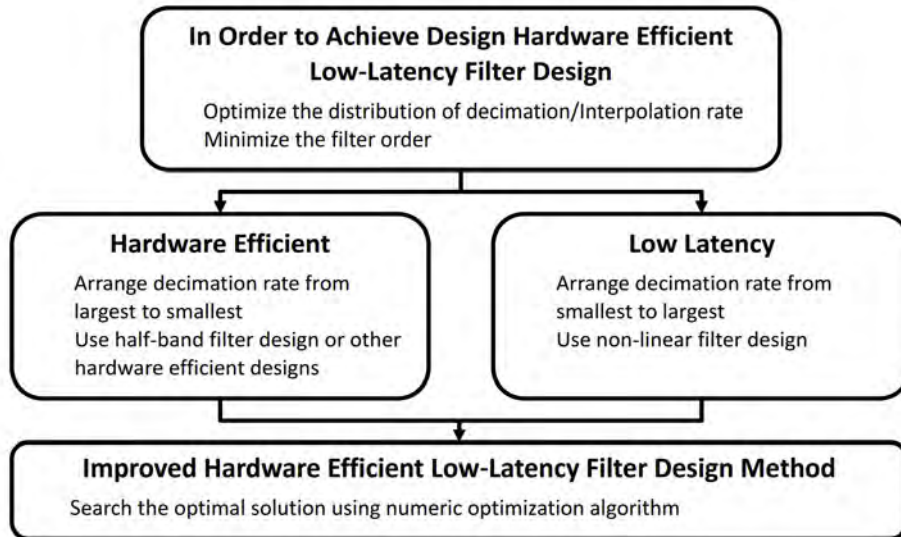 In Order to Achieve Design Hardware Efficient
Low-Latency Filter Design
Optimize the distribution of decimation/Interpolation rate
Minimize the filter order
Hardware Efficient
Arrange decimation rate from
largest to smallest
Use half-band filter design or other
hardware efficient designs
Low Latency
Arrange decimation rate from
smallest to largest
Use non-linear filter design
Improved Hardware Efficient Low-Latency Filter Design Method
Search the optimal solution using numeric optimization algorithm